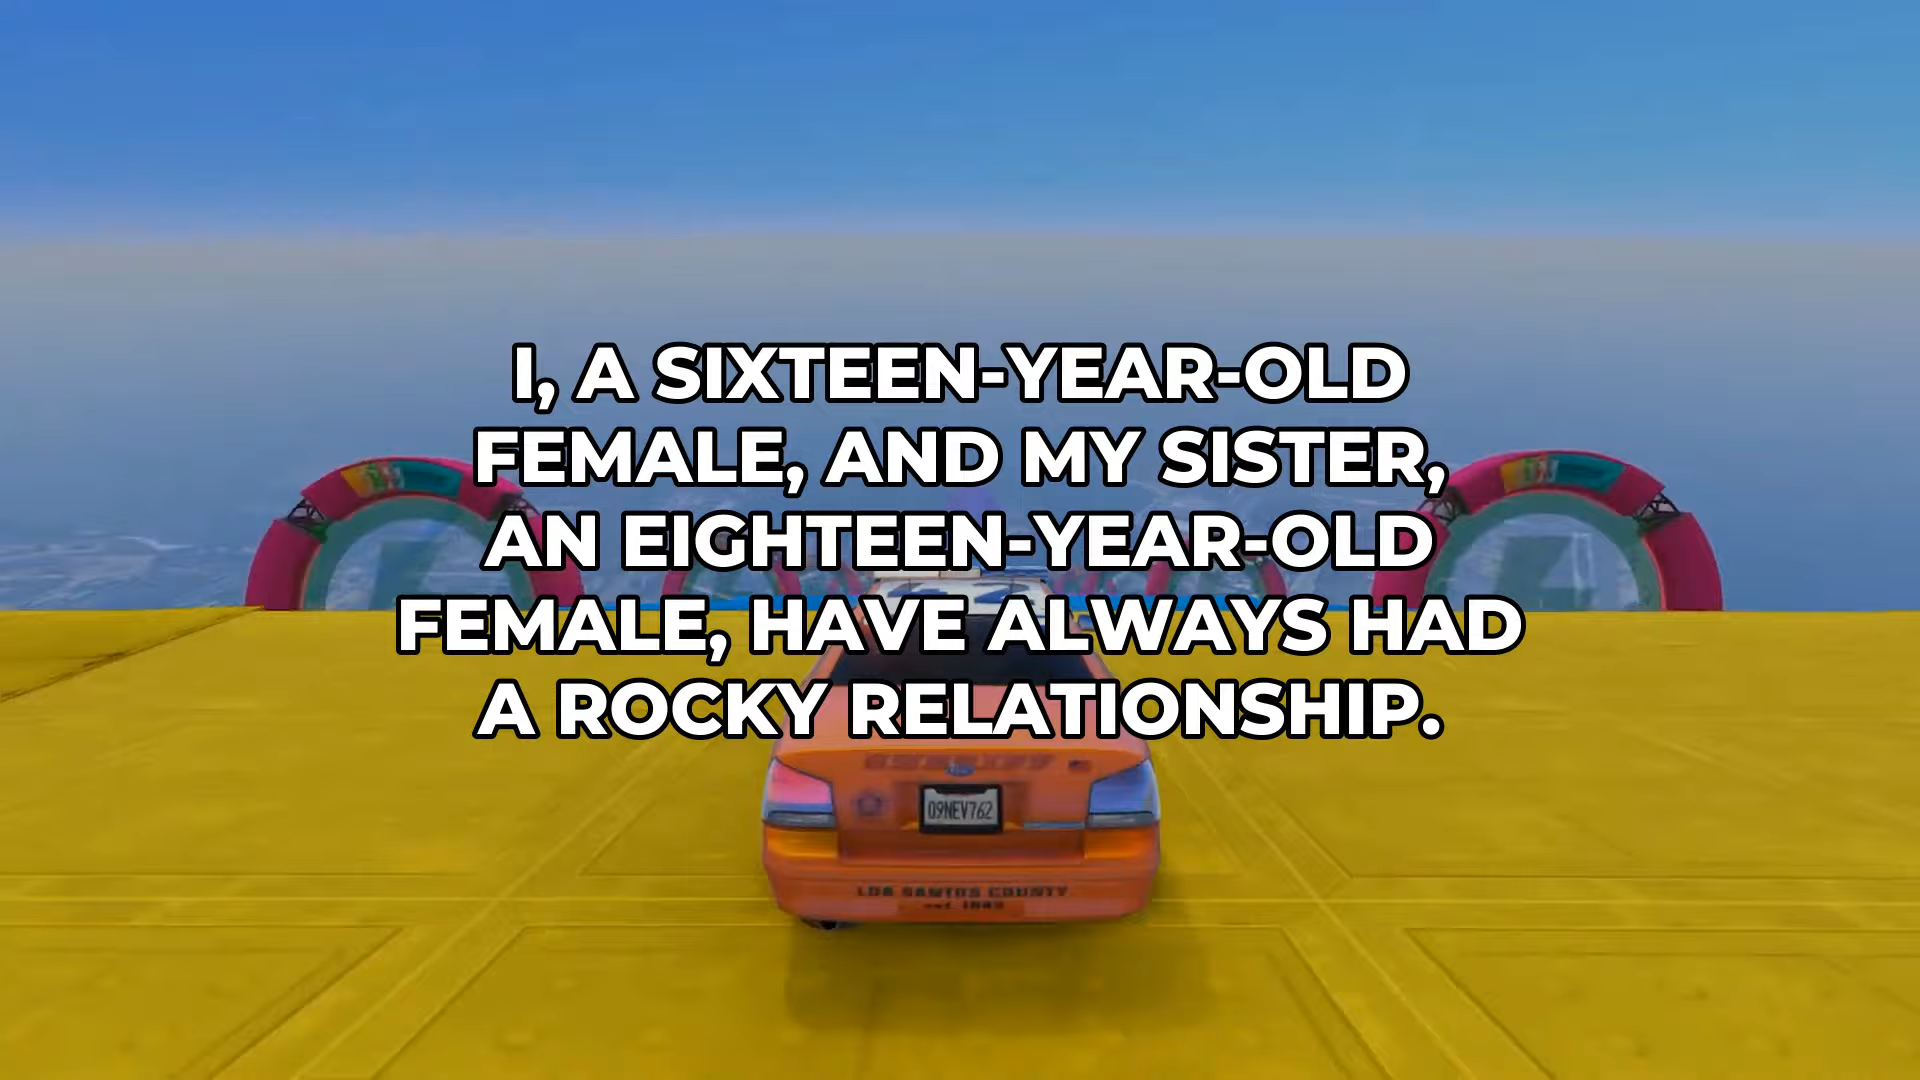 I, A SIXTEEN-YEAR-OLD
FEMALE, AND MY SISTER,
AN EIGHTEEN-YEAR-OLD
FEMALE, HAVE ALWAYS HAD
A ROCKY RELATIONSHIP.
SHERIFF
09NEV762
LOS SANTOS COUNTY